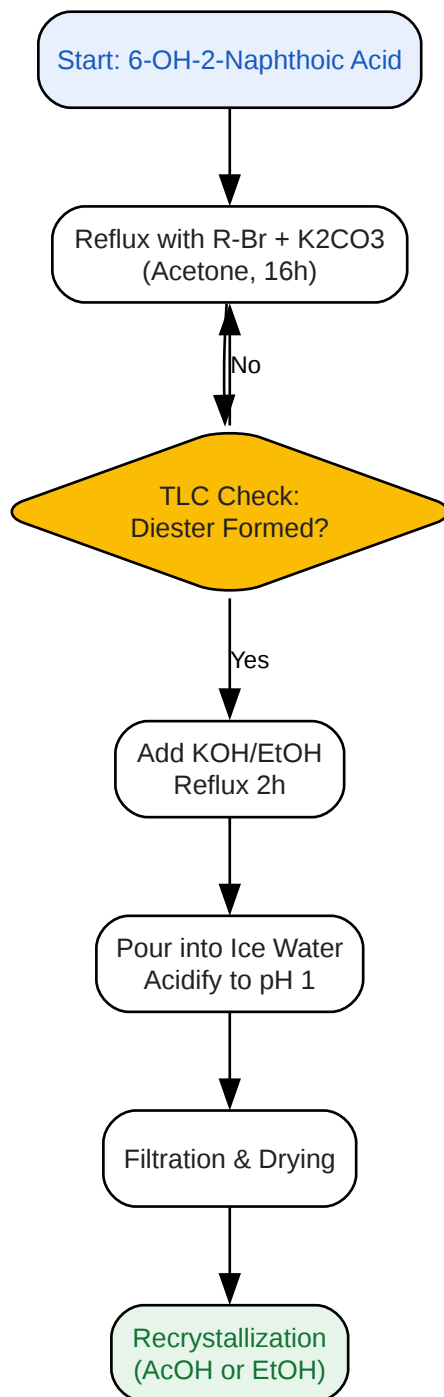 Start: 6-OH-2-Naphthoic Acid
Reflux with R-Br + K2CO3
(Acetone, 16h)
No
TLC Check:
Diester Formed?
Yes
Add KOH/EtOH
Reflux 2h
Pour into Ice Water
Acidify to pH 1
Filtration & Drying
Recrystallization
(AcOH or EtOH)